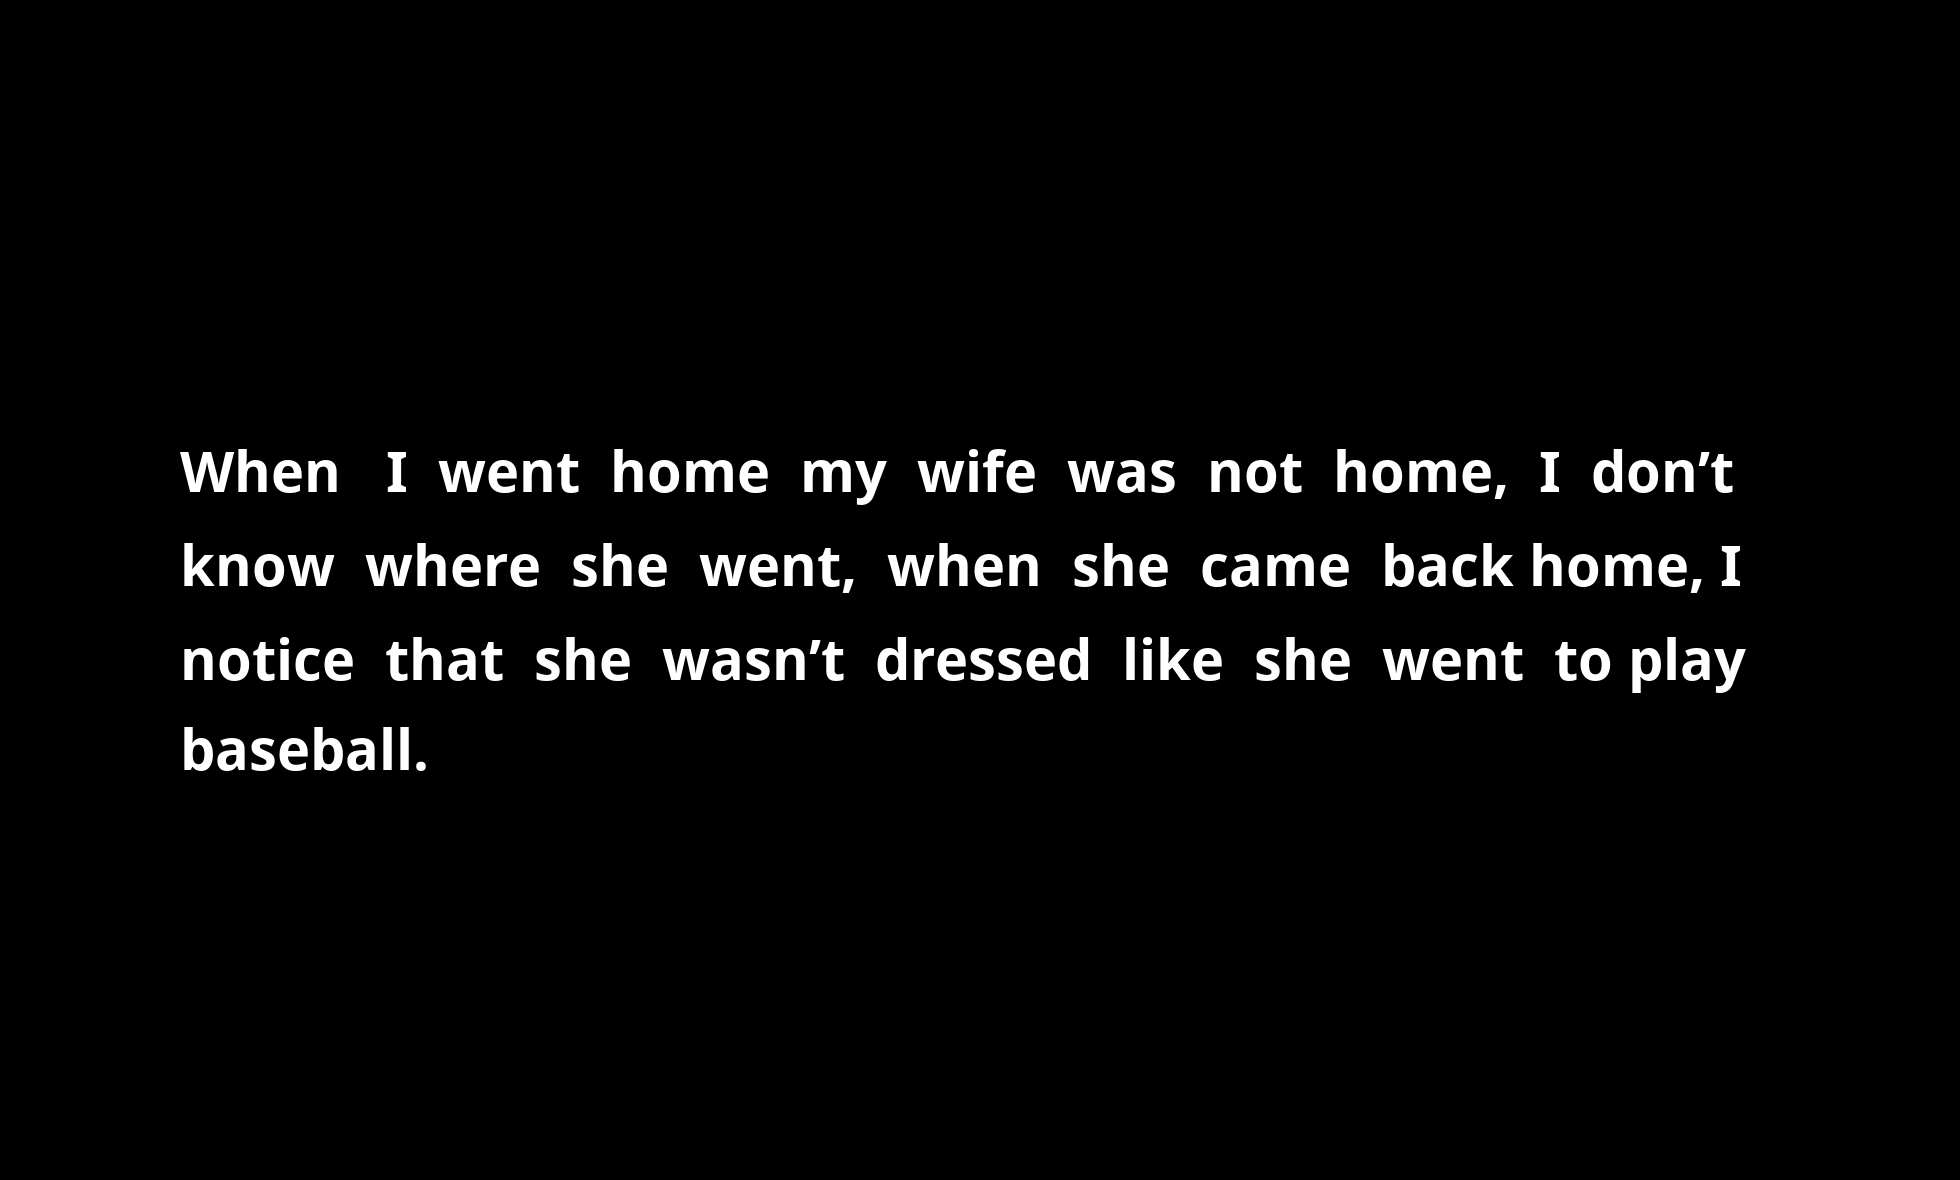 When I went home my wife was not home, I don’t
know where she went, when she came back home, I
notice that she wasn’t dressed like she went to play
baseball.